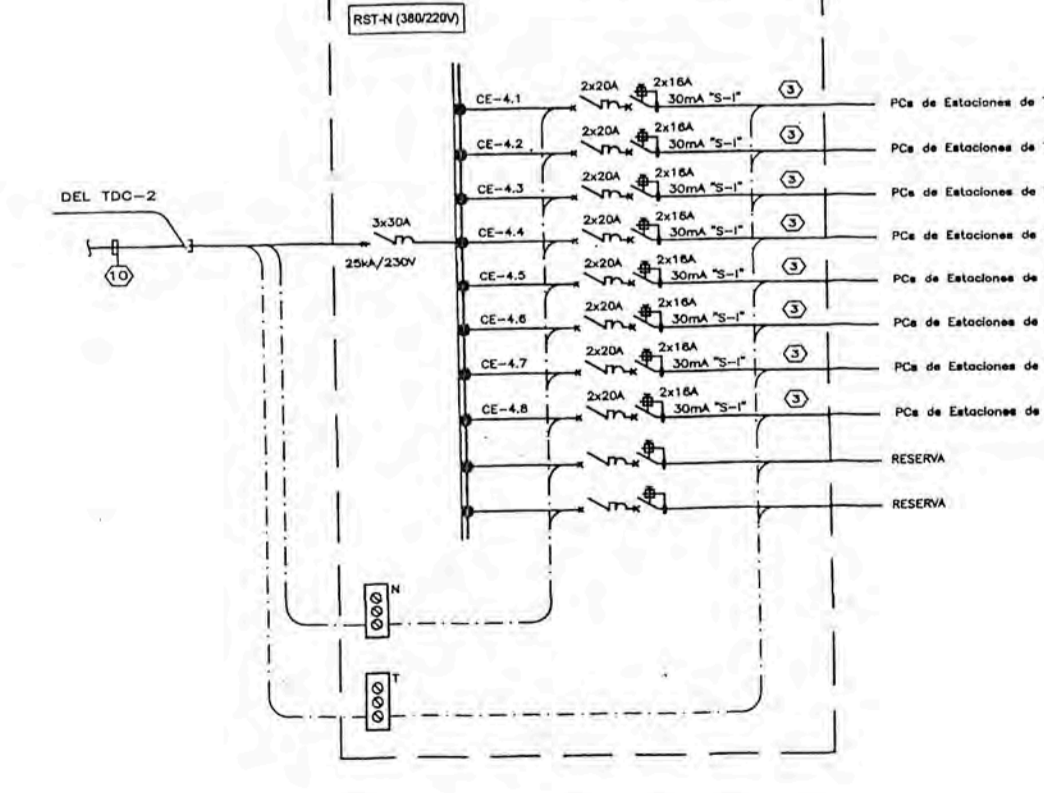 RST-N (380/220V)
DEL TDC-2
10
3x30A
25kA/230V
CE-4.1 2x20A 2x16A 30mA "S-I" 3 PCs de Estaciones de
CE-4.2 2x20A 2x16A 30mA "S-I" 3 PCs de Estaciones de
CE-4.3 2x20A 2x16A 30mA "S-I" 3 PCs de Estaciones de
CE-4.4 2x20A 2x16A 30mA "S-I" 3 PCs de Estaciones de
CE-4.5 2x20A 2x16A 30mA "S-I" 3 PCs de Estaciones de
CE-4.6 2x20A 2x16A 30mA "S-I" 3 PCs de Estaciones de
CE-4.7 2x20A 2x16A 30mA "S-I" 3 PCs de Estaciones de
CE-4.8 2x20A 2x16A 30mA "S-I" 3 PCs de Estaciones de
RESERVA
RESERVA
N
T